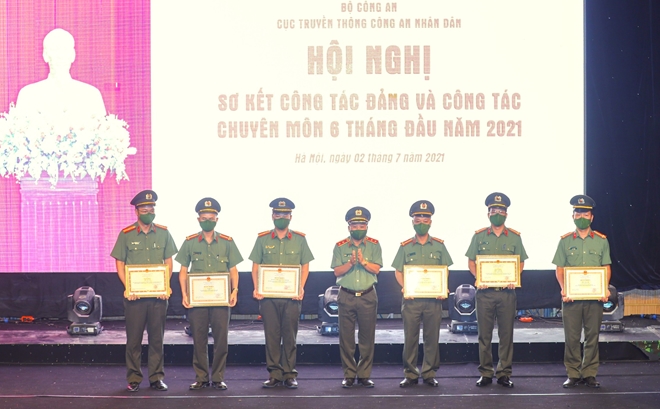 BỘ CÔNG AN
CỤC TRUYỀN THÔNG CÔNG AN NHÂN DÂN
HỘI NGHỊ
SƠ KẾT CÔNG TÁC ĐẢNG VÀ CÔNG TÁC
CHUYÊN MÔN 6 THÁNG ĐẦU NĂM 2021
Hà Nội, ngày 02 tháng 7 năm 2021